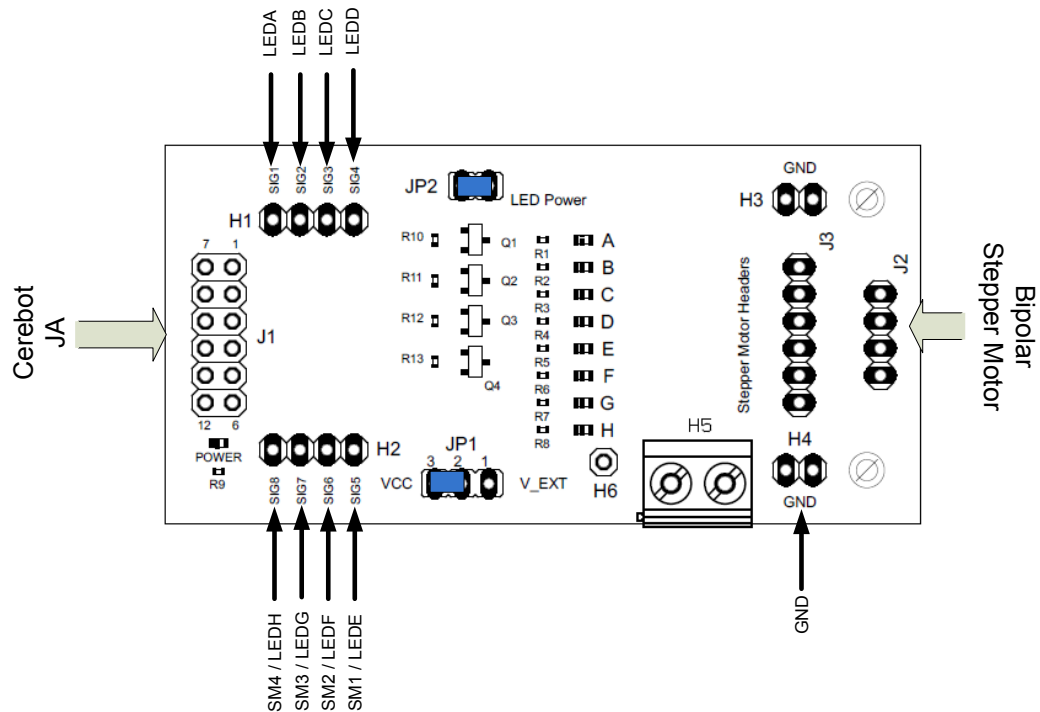 LEDA
LEDB
LEDC
LEDD
SIG1
SIG2
SIG3
SIG4
H1
JP2
LED Power
GND
H3
7 1
J1
12 6
POWER
R9
R10
Q1
R11
Q2
R12
Q3
R13
Q4
R1
A
R2
B
R3
C
R4
D
R5
E
R6
F
R7
G
R8
H
J3
J2
Stepper Motor Headers
Cerebot
JA
Bipolar
Stepper Motor
H2
JP1
3 2 1
VCC
V_EXT
H6
H5
H4
GND
SIG8
SIG7
SIG6
SIG5
SM4 / LEDH
SM3 / LEDG
SM2 / LEDF
SM1 / LEDE
GND